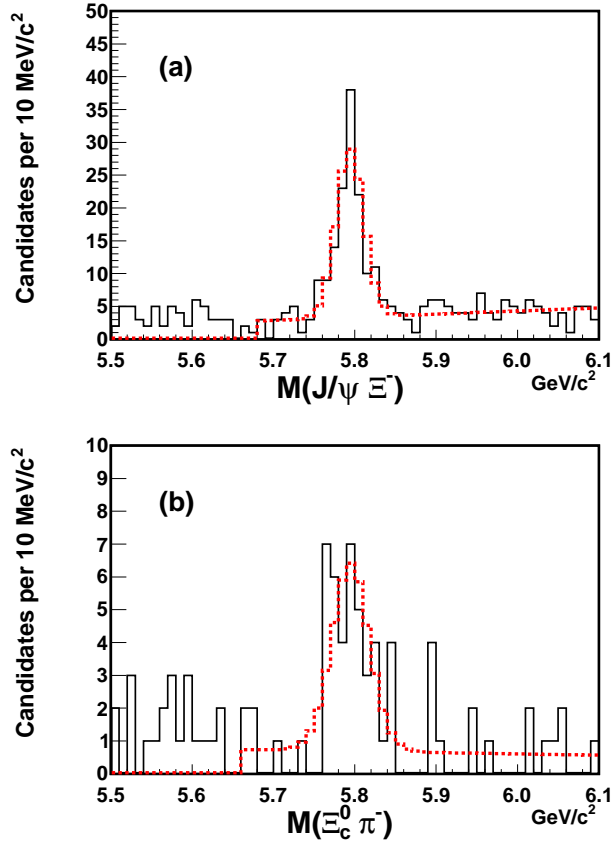 Candidates per 10 MeV/c²
50
45
40
35
30
25
20
15
10
5
0
(a)
5.5 5.6 5.7 5.8 5.9 6.0 6.1
M(J/ψ Ξ⁻) GeV/c²
Candidates per 10 MeV/c²
10
9
8
7
6
5
4
3
2
1
0
(b)
5.5 5.6 5.7 5.8 5.9 6.0 6.1
M(Ξc⁰ π⁻) GeV/c²